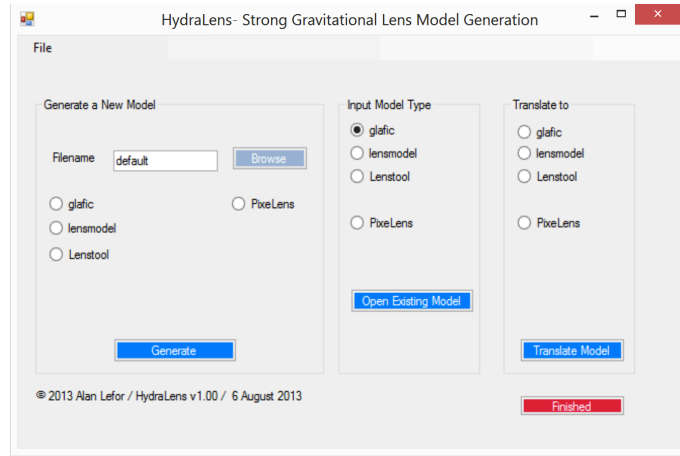 HydraLens- Strong Gravitational Lens Model Generation
File
Generate a New Model
Filename default Browse
glafic PixeLens
lensmodel
Lenstool
Generate
Input Model Type
glafic
lensmodel
Lenstool
PixeLens
Open Existing Model
Translate to
glafic
lensmodel
Lenstool
PixeLens
Translate Model
© 2013 Alan Lefor / HydraLens v1.00 / 6 August 2013
Finished